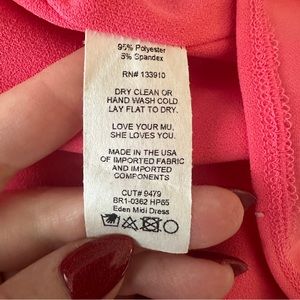 95% Polyester
5% Spandex
RN# 133910
DRY CLEAN OR
HAND WASH COLD.
LAY FLAT TO DRY.
LOVE YOUR MU,
SHE LOVES YOU.
MADE IN THE USA
OF IMPORTED FABRIC
AND IMPORTED
COMPONENTS
CUT# 9479
BR1-0362 HP65
Eden Midi Dress